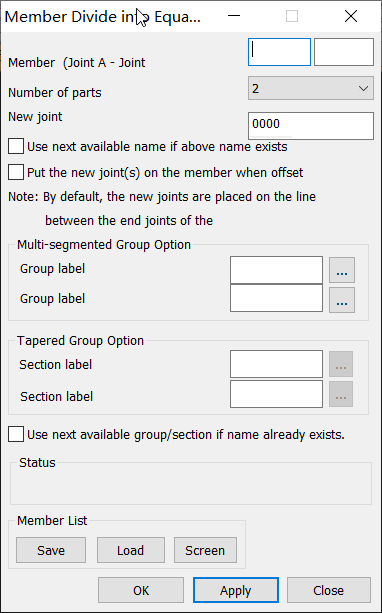 Member Divide into Equa...
Member (Joint A - Joint
Number of parts 2
New joint 0000
Use next available name if above name exists
Put the new joint(s) on the member when offset
Note: By default, the new joints are placed on the line
between the end joints of the
Multi-segmented Group Option
Group label ...
Group label ...
Tapered Group Option
Section label ...
Section label ...
Use next available group/section if name already exists.
Status
Member List
Save Load Screen
OK Apply Close